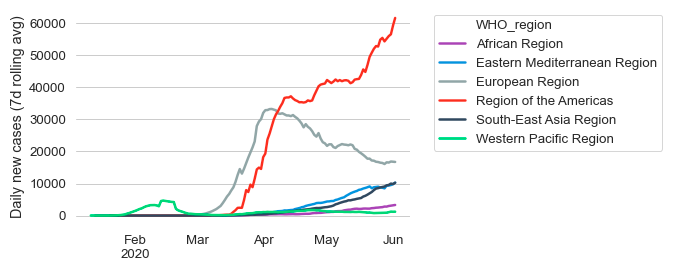 Daily new cases (7d rolling avg)
60000
50000
40000
30000
20000
10000
0
Feb
2020
Mar
Apr
May
Jun
WHO_region
African Region
Eastern Mediterranean Region
European Region
Region of the Americas
South-East Asia Region
Western Pacific Region